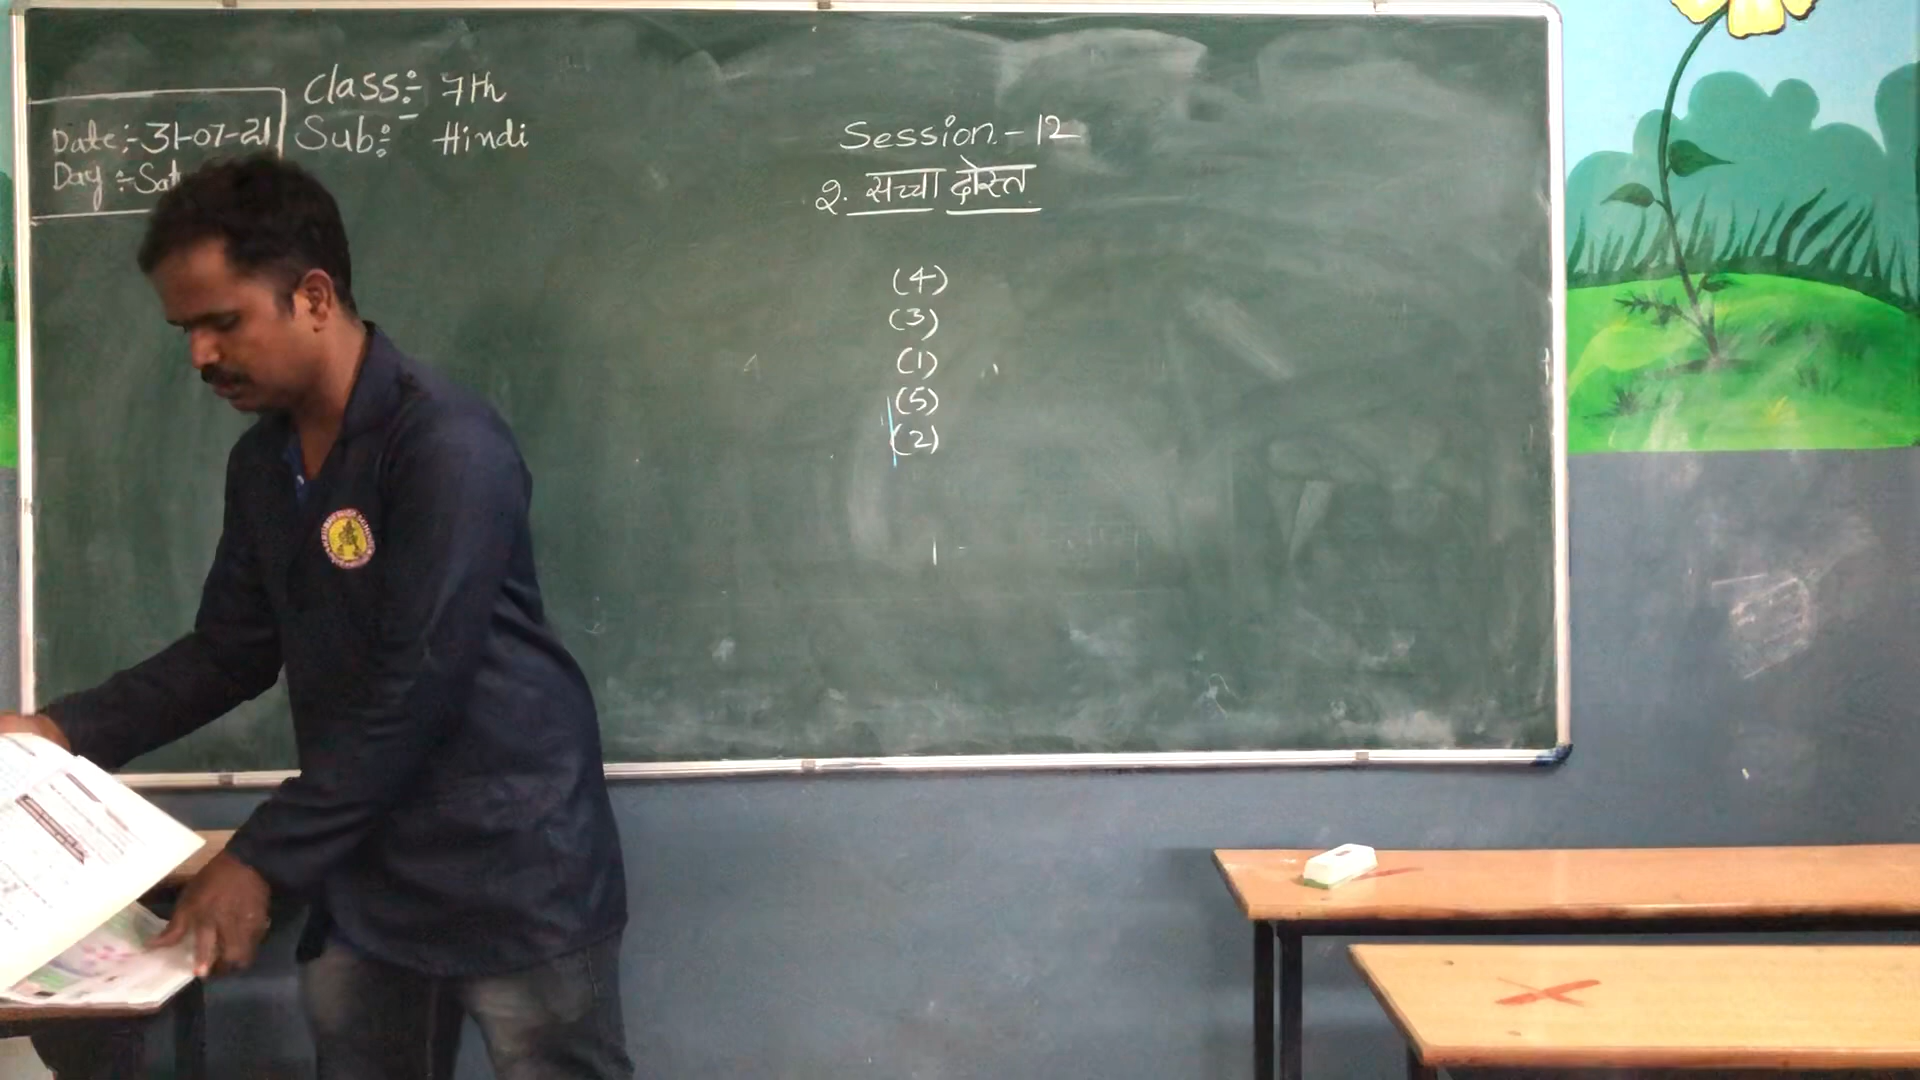 Class:- 7th
Date:- 31-07-21
Sub:- Hindi
Day:- Sat
Session.- 12
2. सच्चा दोस्त
(4)
(3)
(1)
(5)
(2)